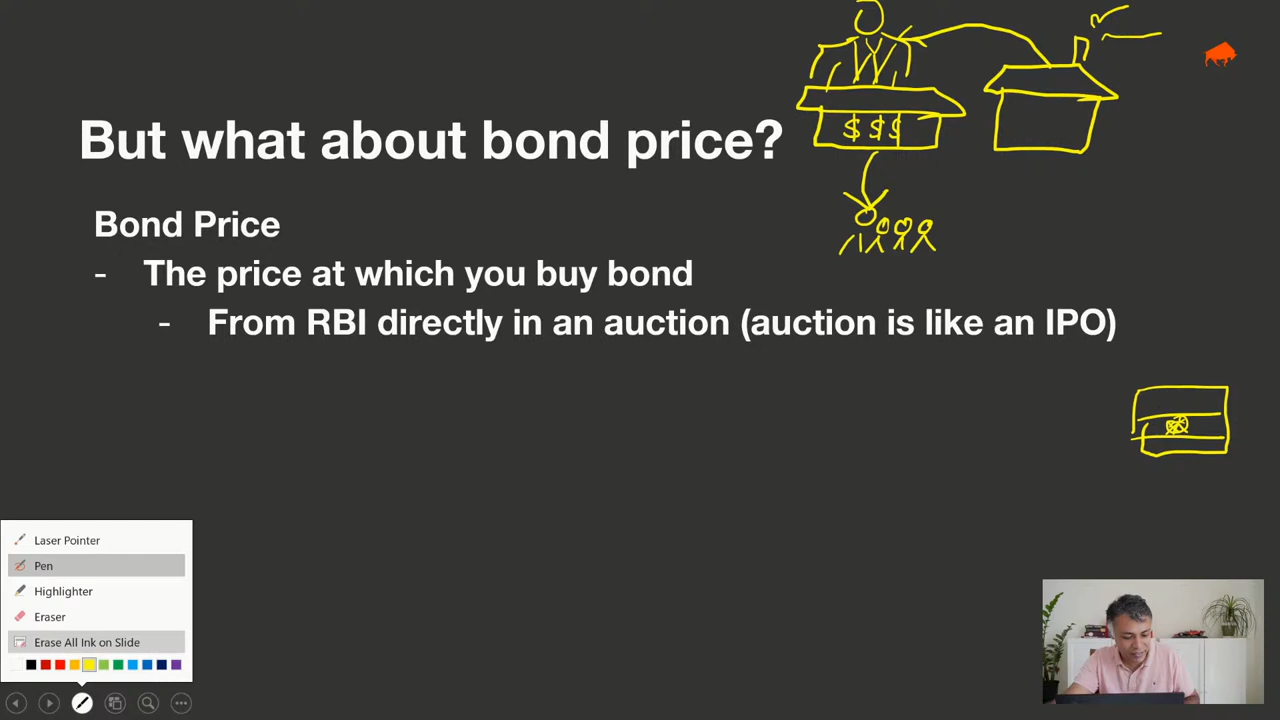 But what about bond price?
$ $ $
Bond Price
- The price at which you buy bond
- From RBI directly in an auction (auction is like an IPO)
Laser Pointer
Pen
Highlighter
Eraser
Erase All Ink on Slide